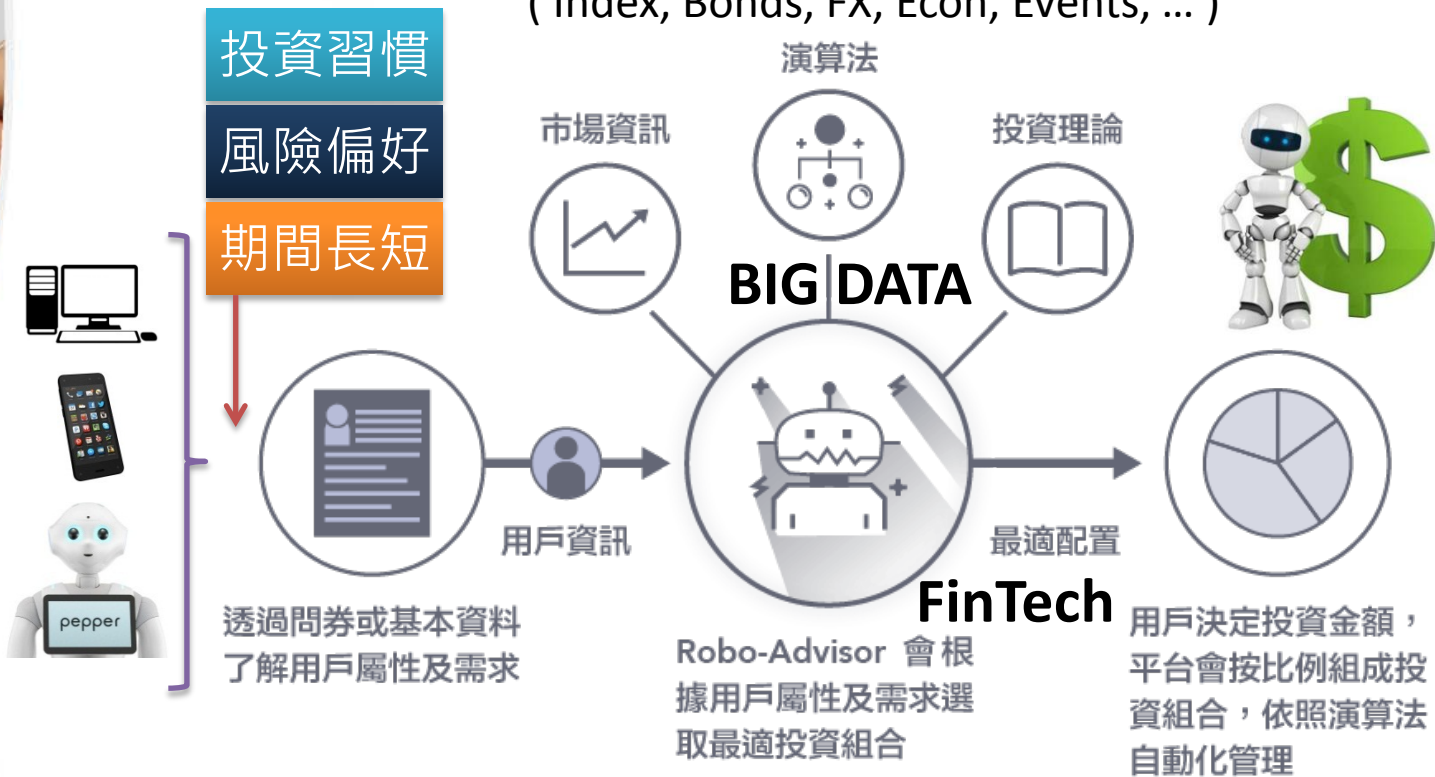 ( Index, Bonds, FX, Econ, Events, … )
投資習慣
風險偏好
期間長短
演算法
市場資訊
投資理論
BIG DATA
pepper
用戶資訊
最適配置
FinTech
透過問券或基本資料
了解用戶屬性及需求
Robo-Advisor 會根
據用戶屬性及需求選
取最適投資組合
用戶決定投資金額，
平台會按比例組成投
資組合，依照演算法
自動化管理